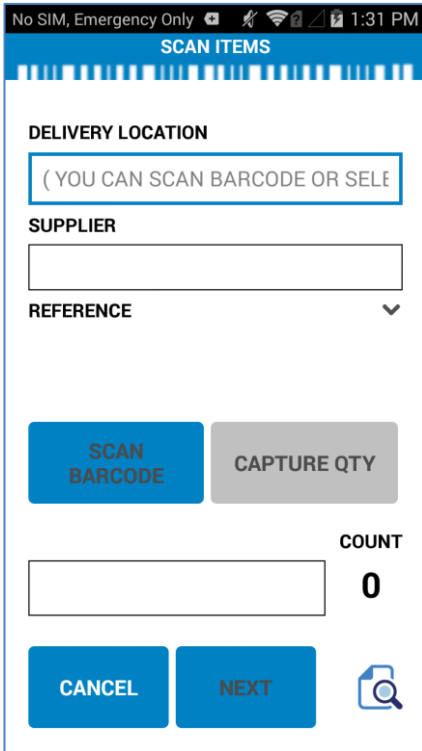 No SIM, Emergency Only 1:31 PM
SCAN ITEMS
DELIVERY LOCATION
( YOU CAN SCAN BARCODE OR SELE
SUPPLIER
REFERENCE
SCAN
BARCODE
CAPTURE QTY
COUNT
0
CANCEL
NEXT